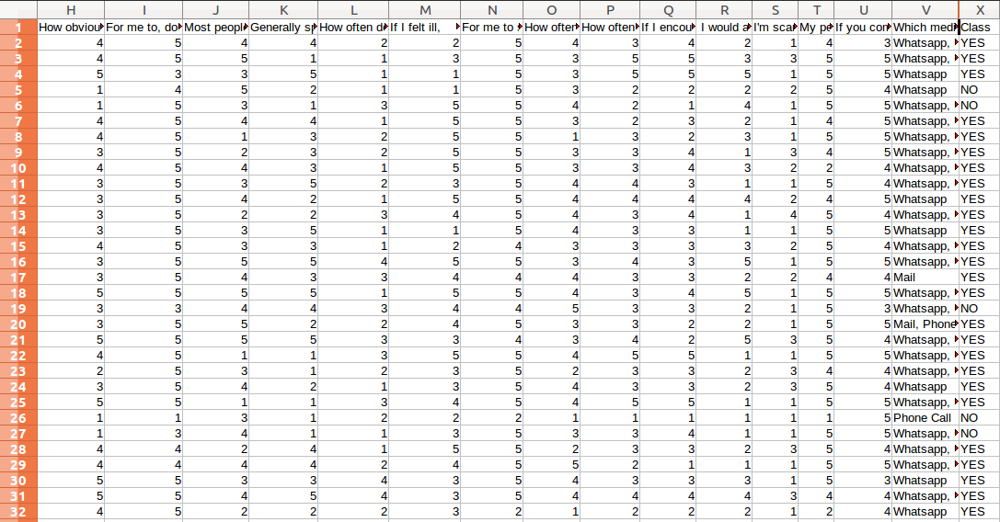 H I J K L M N O P Q R S T U V X
1 How obviou For me to, do Most peopl Generally sp How often d If I felt ill, For me to How ofter How often If I encou I would a I'm scar My pe If you con Which medi Class
2 4 5 4 4 2 2 5 4 3 4 2 1 4 3 Whatsapp, YES
3 4 5 5 1 1 3 5 3 5 5 3 3 5 5 Whatsapp, YES
4 5 3 3 5 1 1 5 3 5 5 5 1 5 5 Whatsapp YES
5 1 4 5 2 1 1 5 3 2 2 2 2 5 4 Whatsapp NO
6 1 5 3 1 3 5 5 4 2 1 4 1 5 5 Whatsapp, NO
7 4 5 4 4 1 5 5 3 2 3 2 1 4 5 Whatsapp, YES
8 4 5 1 3 2 5 5 1 3 2 3 1 5 5 Whatsapp, YES
9 3 5 2 3 2 5 5 3 3 4 1 3 4 5 Whatsapp, YES
10 4 5 4 3 1 5 5 3 3 4 3 2 2 4 Whatsapp, YES
11 3 5 3 5 2 3 5 4 4 3 1 1 5 4 Whatsapp, YES
12 3 5 4 2 1 5 5 4 4 4 4 2 4 5 Whatsapp YES
13 3 5 2 2 3 4 5 4 3 4 1 4 5 4 Whatsapp, YES
14 3 5 3 5 1 1 5 4 3 3 1 1 5 5 Whatsapp YES
15 4 5 3 3 1 2 4 3 3 3 3 2 5 4 Whatsapp, YES
16 3 5 5 5 4 5 5 3 4 3 5 1 5 5 Whatsapp, YES
17 3 5 4 3 3 4 4 4 3 3 2 2 4 4 Mail YES
18 5 5 5 5 1 5 5 4 3 4 5 1 5 5 Whatsapp, YES
19 3 3 4 4 3 4 4 5 3 3 2 1 5 3 Whatsapp, NO
20 3 5 5 2 2 4 5 3 3 2 2 1 5 5 Mail, Phone YES
21 5 5 5 5 3 3 4 3 4 2 5 3 5 4 Whatsapp, YES
22 4 5 1 1 3 5 5 4 5 5 1 1 5 5 Whatsapp YES
23 2 5 3 1 2 3 5 2 3 3 2 3 4 4 Whatsapp, YES
24 3 5 4 2 1 3 5 4 3 3 2 3 5 4 Whatsapp YES
25 5 5 1 1 3 4 5 4 5 5 1 1 5 5 Whatsapp, YES
26 1 1 3 1 2 2 2 1 1 1 1 1 1 5 Phone Call NO
27 1 3 4 1 1 3 5 3 3 4 1 1 5 5 Whatsapp, NO
28 4 4 2 4 1 5 5 2 3 3 2 3 5 4 Whatsapp, YES
29 4 4 4 4 2 4 5 5 2 1 1 1 5 5 Whatsapp, YES
30 5 5 3 3 4 3 5 4 3 3 3 1 5 3 Whatsapp YES
31 5 5 4 5 4 3 5 4 4 4 4 3 4 4 Whatsapp, YES
32 4 5 2 2 2 3 2 1 2 2 2 1 2 4 Whatsapp YES